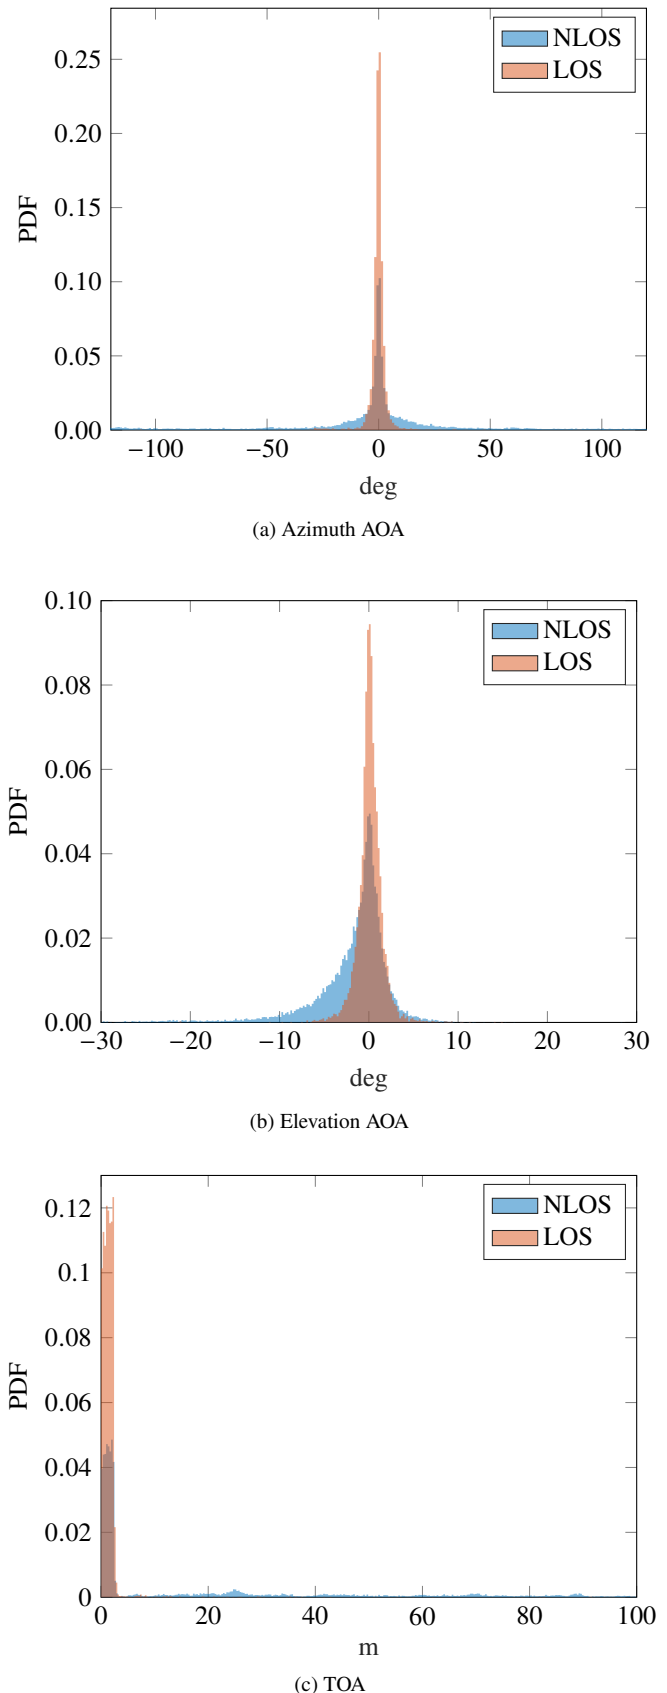 NLOS
LOS
0.25
0.20
0.15
0.10
0.05
0.00
PDF
−100 −50 0 50 100
deg
(a) Azimuth AOA
0.10
NLOS
LOS
0.08
0.06
0.04
0.02
0.00
PDF
−30 −20 −10 0 10 20 30
deg
(b) Elevation AOA
NLOS
LOS
0.12
0.1
0.08
0.06
0.04
0.02
0
PDF
0 20 40 60 80 100
m
(c) TOA